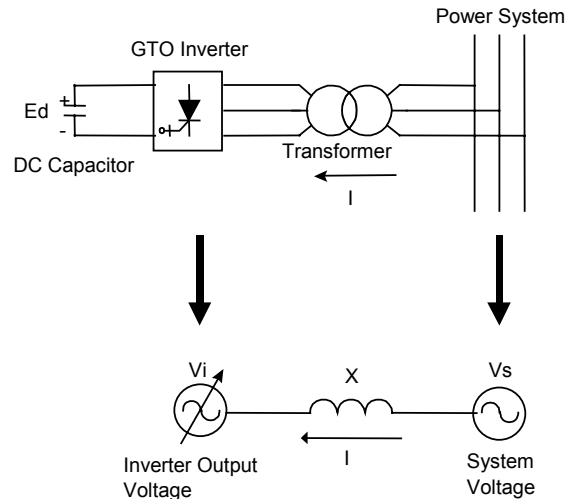 Power System
GTO Inverter
Ed
+
-
DC Capacitor
Transformer
I
Vi
X
Vs
I
Inverter Output
Voltage
System
Voltage